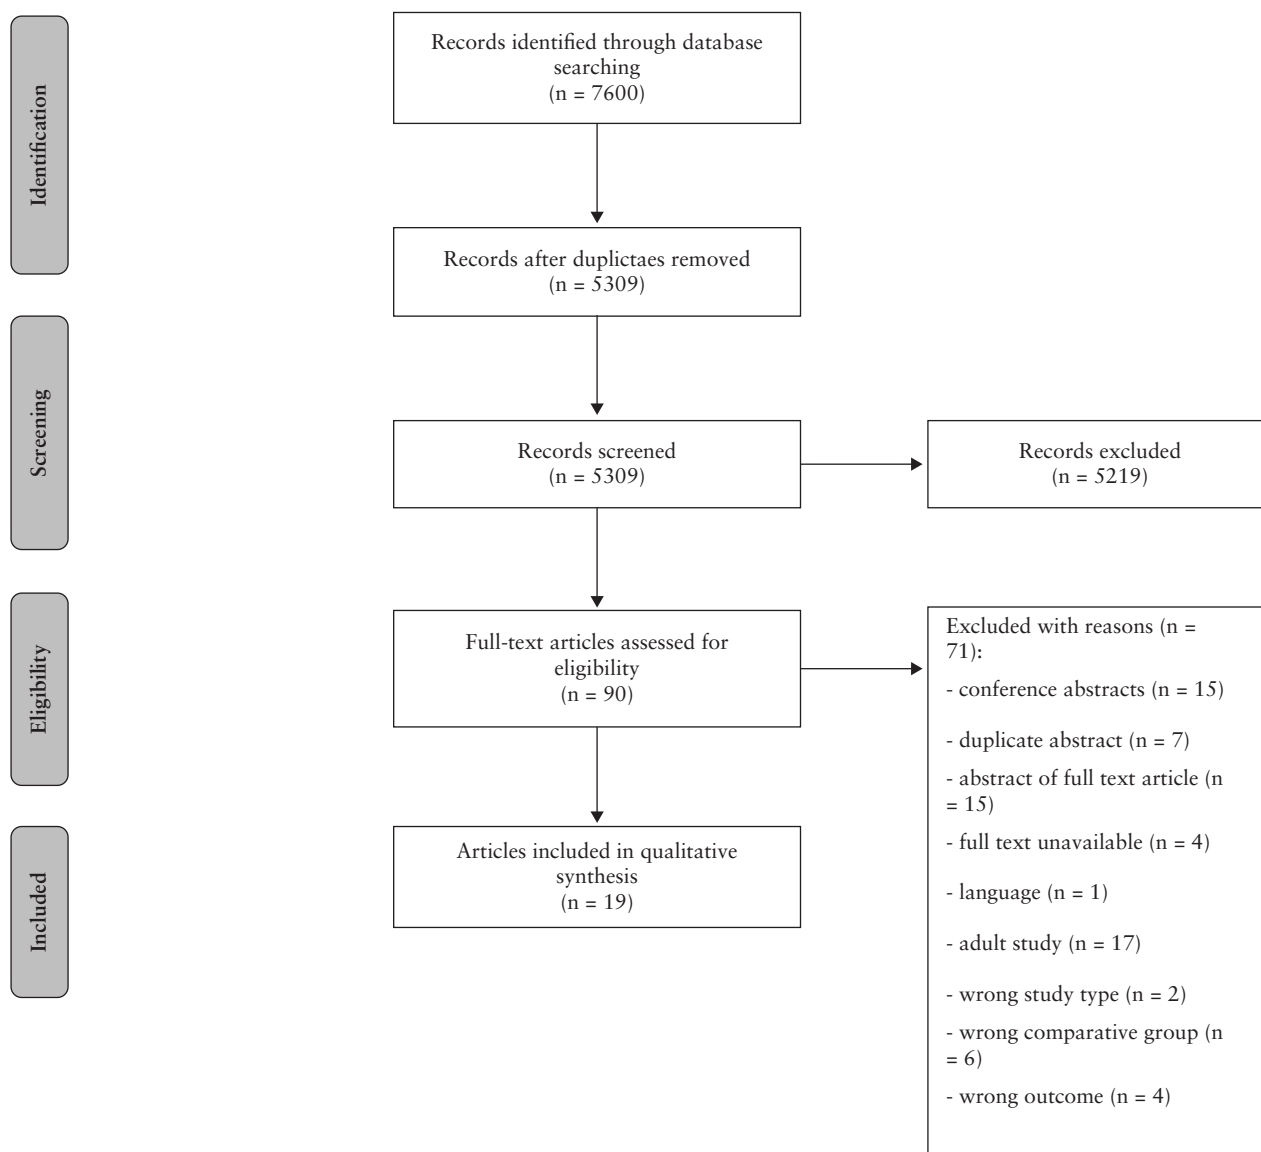 Identification
Records identified through database
searching
(n = 7600)
Records after duplictaes removed
(n = 5309)
Screening
Records screened
(n = 5309)
Records excluded
(n = 5219)
Eligibility
Full-text articles assessed for
eligibility
(n = 90)
Excluded with reasons (n =
71):
- conference abstracts (n = 15)
- duplicate abstract (n = 7)
- abstract of full text article (n
= 15)
- full text unavailable (n = 4)
- language (n = 1)
- adult study (n = 17)
- wrong study type (n = 2)
- wrong comparative group (n
= 6)
- wrong outcome (n = 4)
Included
Articles included in qualitative
synthesis
(n = 19)